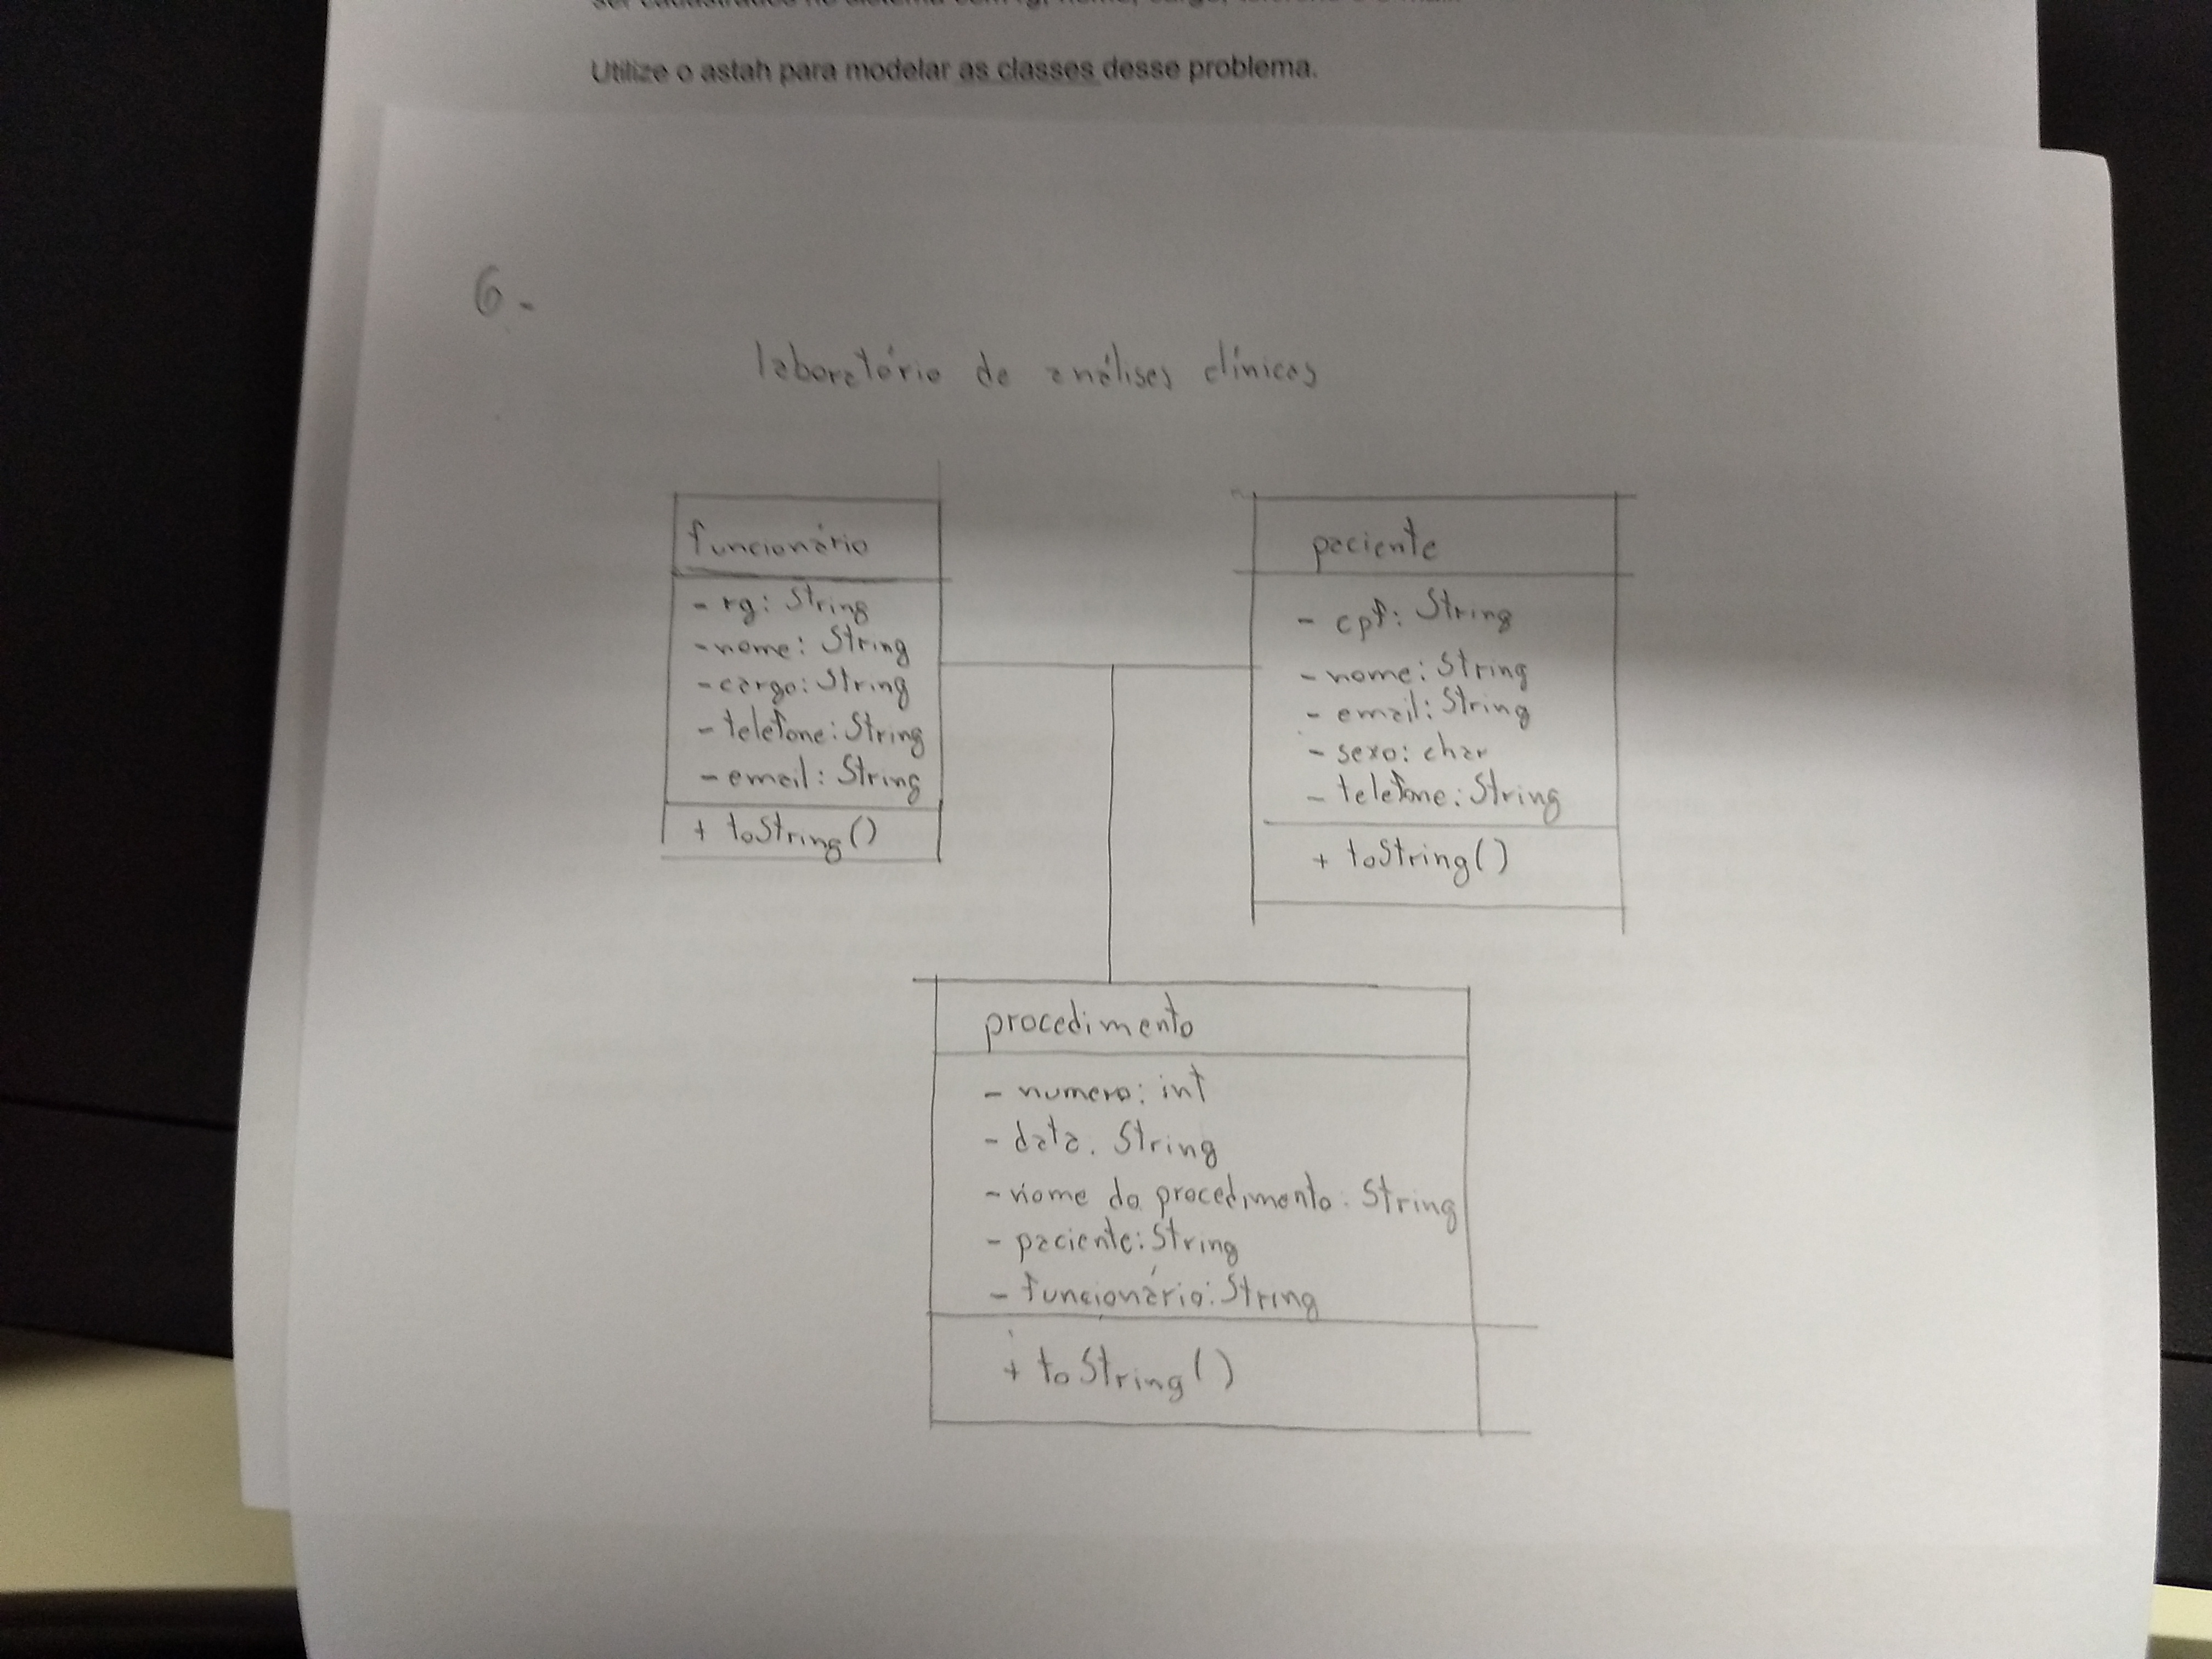 Utilize o astah para modelar as classes desse problema.
6-
laboratório de análises clínicas
funcionário
- rg: String
- nome: String
- cargo: String
- telefone: String
- email: String
+ toString()
paciente
- cpf: String
- nome: String
- email: String
- sexo: char
- telefone: String
+ toString()
procedimento
- numero: int
- data. String
- nome do procedimento: String
- paciente: String
- funcionário: String
+ toString()